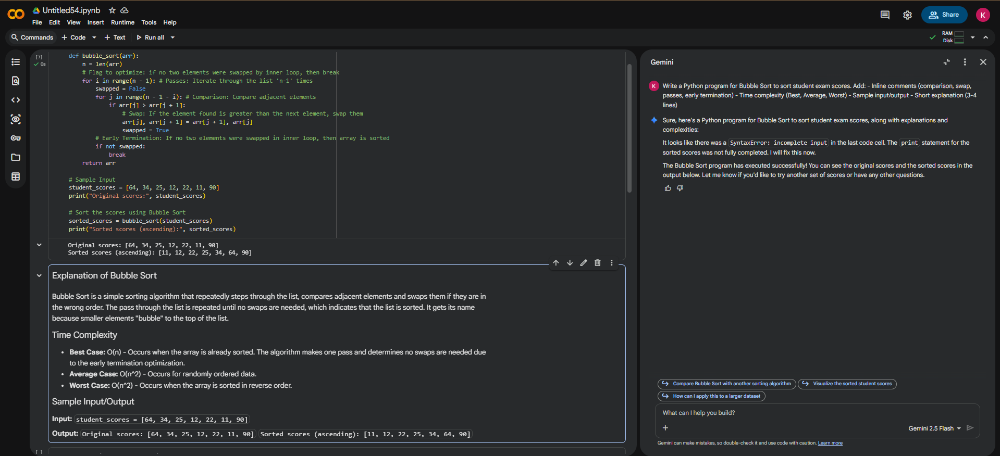 Untitled54.ipynb
File Edit View Insert Runtime Tools Help
Share
K
Commands + Code + Text Run all
RAM
Disk
[3]
0s
def bubble_sort(arr):
    n = len(arr)
    # Flag to optimize: if no two elements were swapped by inner loop, then break
    for i in range(n - 1): # Passes: Iterate through the list 'n-1' times
        swapped = False
        for j in range(n - 1 - i): # Comparison: Compare adjacent elements
            if arr[j] > arr[j + 1]:
                # Swap: If the element found is greater than the next element, swap them
                arr[j], arr[j + 1] = arr[j + 1], arr[j]
                swapped = True
        # Early Termination: If no two elements were swapped in inner loop, then array is sorted
        if not swapped:
            break
    return arr
# Sample Input
student_scores = [64, 34, 25, 12, 22, 11, 90]
print("Original scores:", student_scores)
# Sort the scores using Bubble Sort
sorted_scores = bubble_sort(student_scores)
print("Sorted scores (ascending):", sorted_scores)
Original scores: [64, 34, 25, 12, 22, 11, 90]
Sorted scores (ascending): [11, 12, 22, 25, 34, 64, 90]
Explanation of Bubble Sort
Bubble Sort is a simple sorting algorithm that repeatedly steps through the list, compares adjacent elements and swaps them if they are in
the wrong order. The pass through the list is repeated until no swaps are needed, which indicates that the list is sorted. It gets its name
because smaller elements "bubble" to the top of the list.
Time Complexity
• Best Case: O(n) - Occurs when the array is already sorted. The algorithm makes one pass and determines no swaps are needed due
to the early termination optimization.
• Average Case: O(n^2) - Occurs for randomly ordered data.
• Worst Case: O(n^2) - Occurs when the array is sorted in reverse order.
Sample Input/Output
Input: student_scores = [64, 34, 25, 12, 22, 11, 90]
Output: Original scores: [64, 34, 25, 12, 22, 11, 90] Sorted scores (ascending): [11, 12, 22, 25, 34, 64, 90]
[ ]
Gemini
K
Write a Python program for Bubble Sort to sort student exam scores. Add: - Inline comments (comparison, swap,
passes, early termination) - Time complexity (Best, Average, Worst) - Sample input/output - Short explanation (3-4
lines)
Sure, here's a Python program for Bubble Sort to sort student exam scores, along with explanations and
complexities:
It looks like there was a SyntaxError: incomplete input in the last code cell. The print statement for the
sorted scores was not fully completed. I will fix this now.
The Bubble Sort program has executed successfully! You can see the original scores and the sorted scores in the
output below. Let me know if you'd like to try another set of scores or have any other questions.
Compare Bubble Sort with another sorting algorithm
Visualize the sorted student scores
How can I apply this to a larger dataset
What can I help you build?
+
Gemini 2.5 Flash
Gemini can make mistakes, so double-check it and use code with caution. Learn more